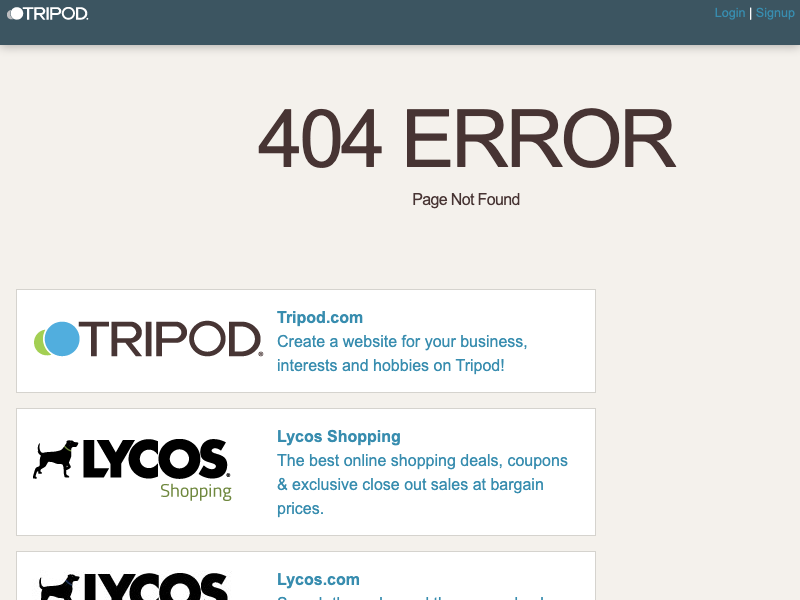 TRIPOD.
Login | Signup
404 ERROR
Page Not Found
TRIPOD®
Tripod.com
Create a website for your business,
interests and hobbies on Tripod!
LYCOS.
Shopping
Lycos Shopping
The best online shopping deals, coupons
& exclusive close out sales at bargain
prices.
LYCOS
Lycos.com